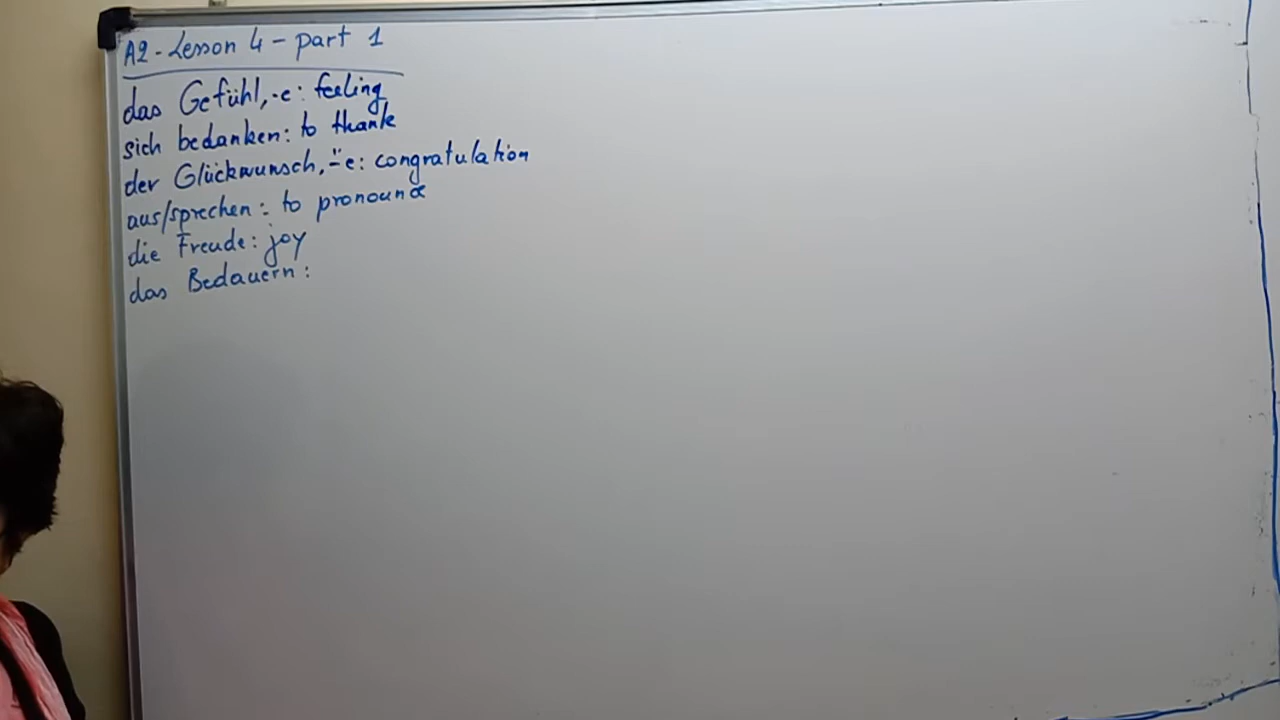 A2 - Lesson 4 - part 1
das Gefühl, -e: feeling
sich bedanken: to thank
der Glückwunsch, -̈e: congratulation
aus/sprechen: to pronounce
die Freude: joy
das Bedauern: